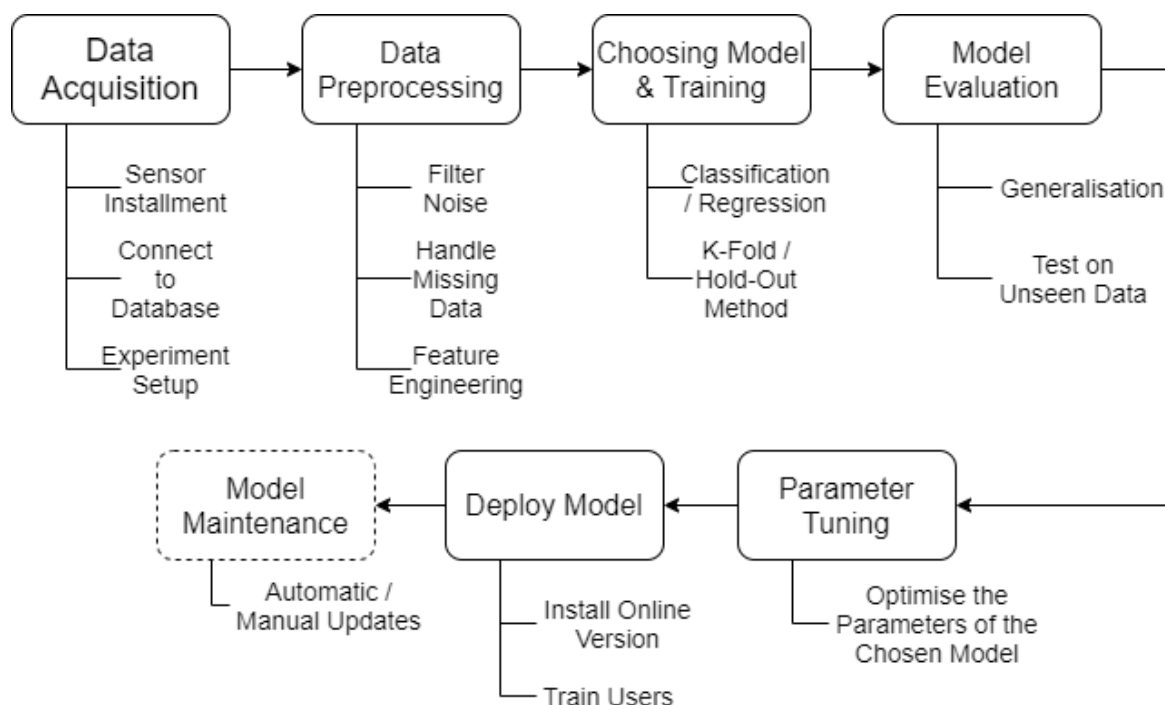 Data
Acquisition
Data
Preprocessing
Choosing Model
& Training
Model
Evaluation
Sensor
Installment
Connect
to
Database
Experiment
Setup
Filter
Noise
Handle
Missing
Data
Feature
Engineering
Classification
/ Regression
K-Fold /
Hold-Out
Method
Generalisation
Test on
Unseen Data
Parameter
Tuning
Optimise the
Parameters of the
Chosen Model
Deploy Model
Install Online
Version
Train Users
Model
Maintenance
Automatic /
Manual Updates